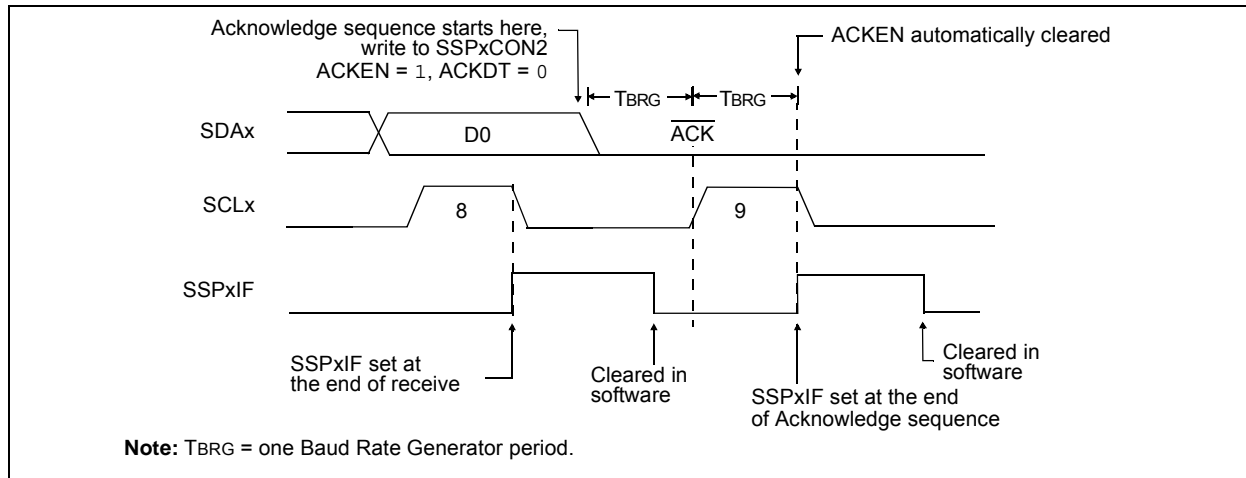 Acknowledge sequence starts here,
write to SSPxCON2
ACKEN = 1, ACKDT = 0
ACKEN automatically cleared
TBRG
TBRG
SDAx
D0
ACK
SCLx
8
9
SSPxIF
SSPxIF set at
the end of receive
Cleared in
software
SSPxIF set at the end
of Acknowledge sequence
Cleared in
software
Note: TBRG = one Baud Rate Generator period.